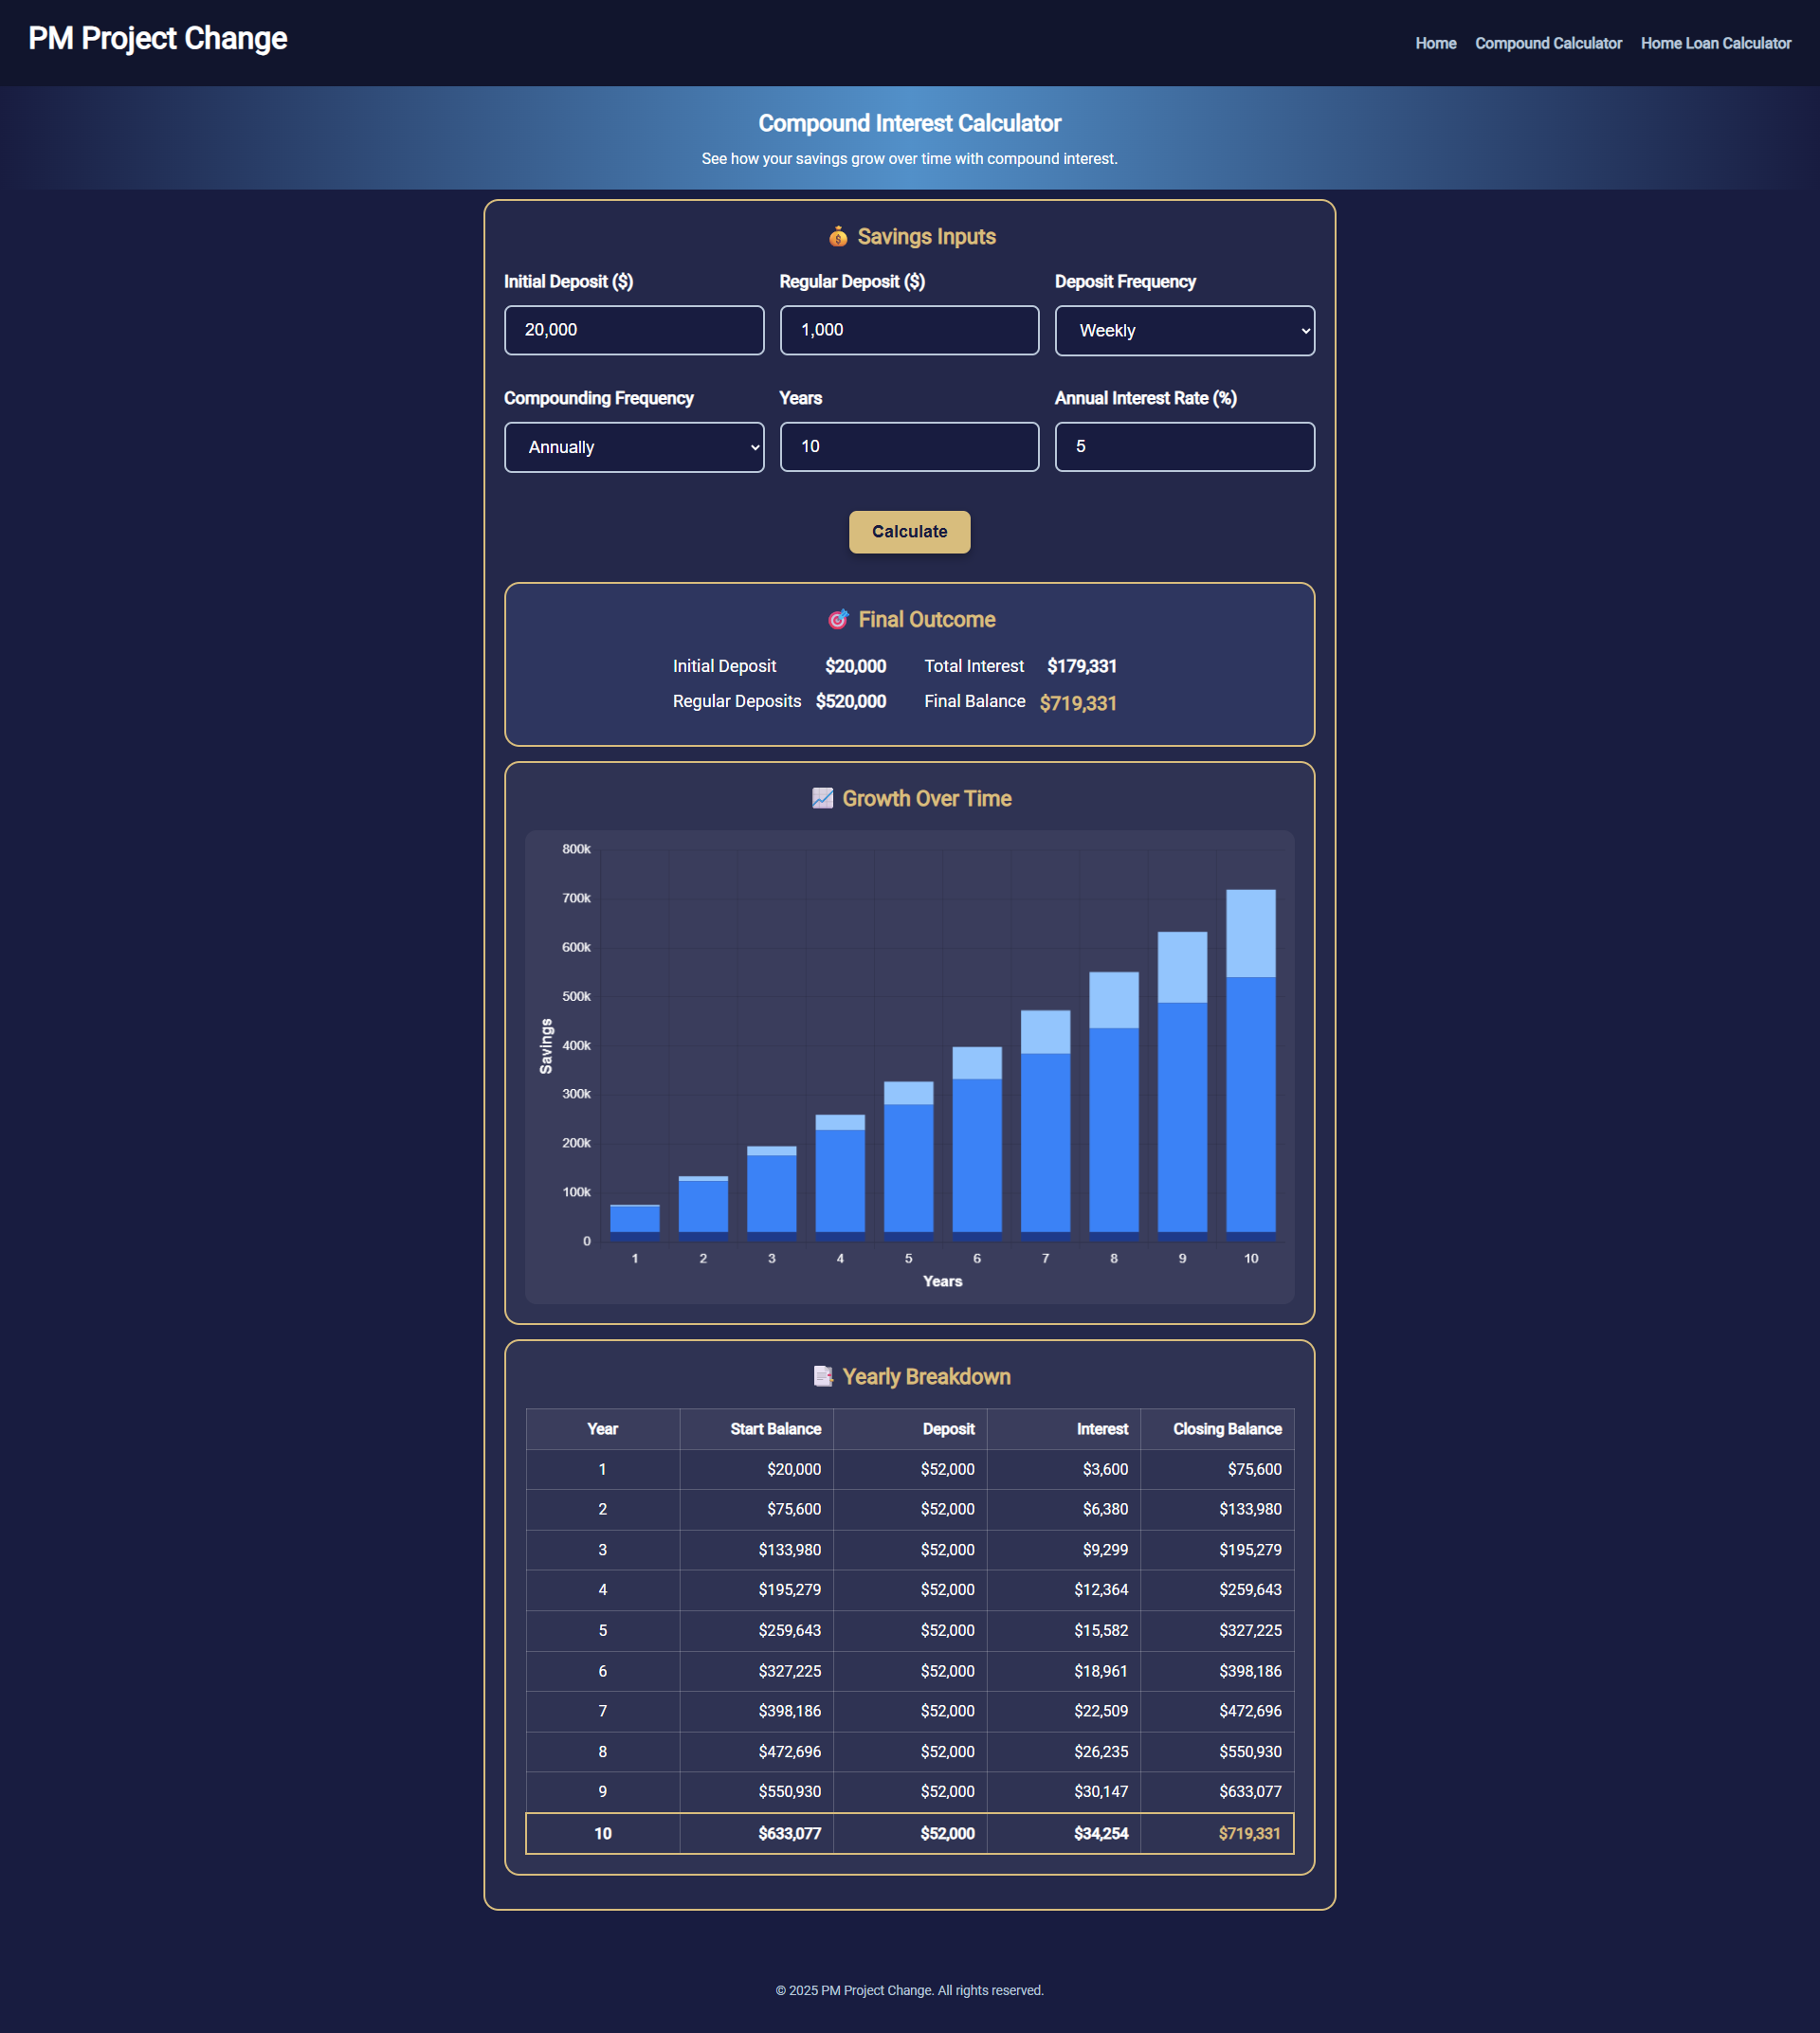 PM Project Change
Home Compound Calculator Home Loan Calculator
Compound Interest Calculator
See how your savings grow over time with compound interest.
Savings Inputs
Initial Deposit ($) Regular Deposit ($) Deposit Frequency
20,000 1,000 Weekly
Compounding Frequency Years Annual Interest Rate (%)
Annually 10 5
Calculate
Final Outcome
Initial Deposit $20,000 Total Interest $179,331
Regular Deposits $520,000 Final Balance $719,331
Growth Over Time
800k
700k
600k
500k
400k
300k
200k
100k
0
Savings
1 2 3 4 5 6 7 8 9 10
Years
Yearly Breakdown
Year Start Balance Deposit Interest Closing Balance
1 $20,000 $52,000 $3,600 $75,600
2 $75,600 $52,000 $6,380 $133,980
3 $133,980 $52,000 $9,299 $195,279
4 $195,279 $52,000 $12,364 $259,643
5 $259,643 $52,000 $15,582 $327,225
6 $327,225 $52,000 $18,961 $398,186
7 $398,186 $52,000 $22,509 $472,696
8 $472,696 $52,000 $26,235 $550,930
9 $550,930 $52,000 $30,147 $633,077
10 $633,077 $52,000 $34,254 $719,331
© 2025 PM Project Change. All rights reserved.